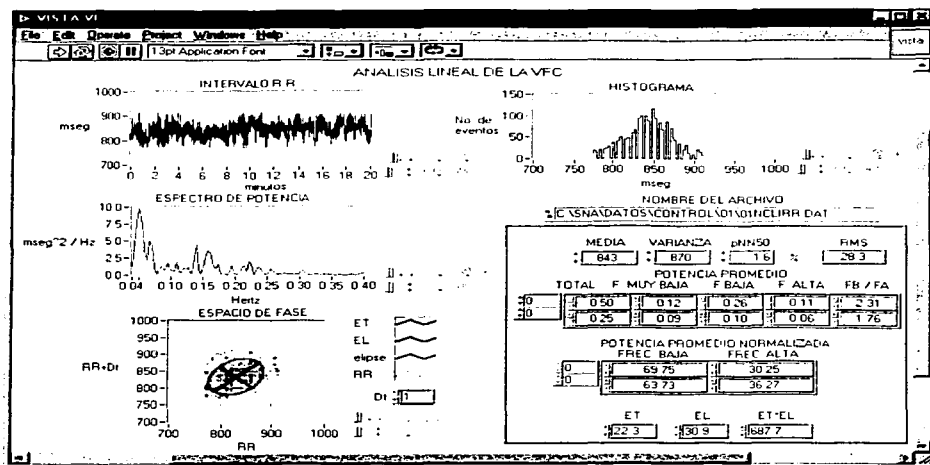 VISTA.VI
File Edit Operate Project Windows Help
13pt Application Font
vista
ANALISIS LINEAL DE LA VFC
INTERVALO R R
1000
900
800
700
mseg
0 2 4 6 8 10 12 14 16 18 20
minutos
HISTOGRAMA
150
100
50
0
No. de eventos
700 750 800 850 900 950 1000
mseg
ESPECTRO DE POTENCIA
10.0
7.5
5.0
2.5
0.0
mseg^2 / Hz
0.04 0.10 0.15 0.20 0.25 0.30 0.35 0.40
Hertz
NOMBRE DEL ARCHIVO
C:\SNA\DATOS\CONTROL\01\01NCLIRR.DAT
MEDIA VARIANZA pNN50 RMS
843 870 1.6 % 28.3
POTENCIA PROMEDIO
TOTAL F MUY BAJA F BAJA F ALTA FB / FA
0 0.50 0.12 0.26 0.11 2.31
0 0.25 0.09 0.10 0.06 1.76
POTENCIA PROMEDIO NORMALIZADA
FREC BAJA FREC ALTA
0 69.75 30.25
0 63.73 36.27
ET EL ET*EL
22.3 30.9 687.7
ESPACIO DE FASE
1000
950
900
850
800
750
700
RR+Dt
700 800 900 1000
RR
ET
EL
elipse
RR
Dt 1